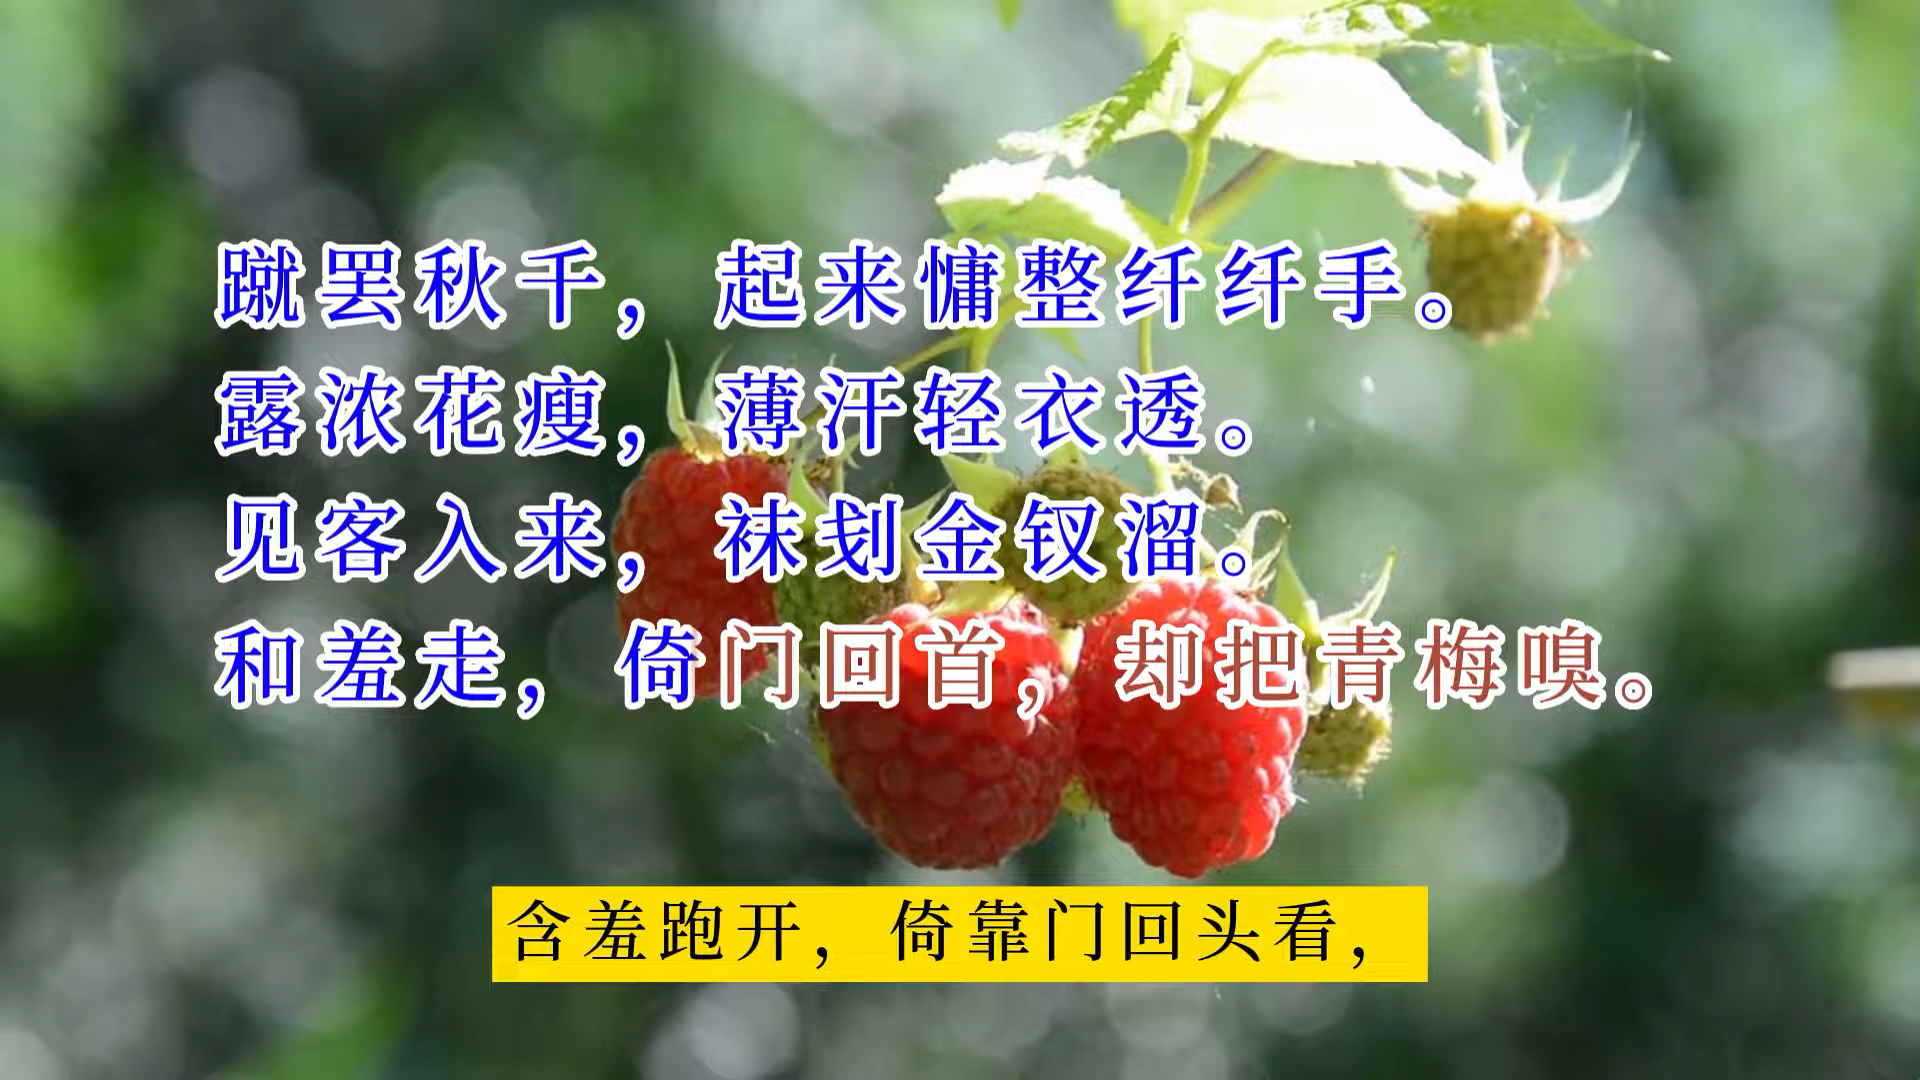 蹴罢秋千，起来慵整纤纤手。
露浓花瘦，薄汗轻衣透。
见客入来，袜刬金钗溜。
和羞走，倚门回首，却把青梅嗅。
含羞跑开，倚靠门回头看，